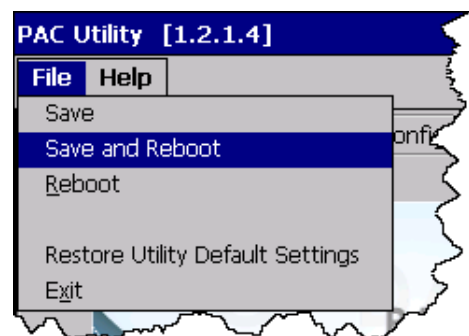 PAC Utility [1.2.1.4]
File Help
Save
Save and Reboot
Reboot
Restore Utility Default Settings
Exit